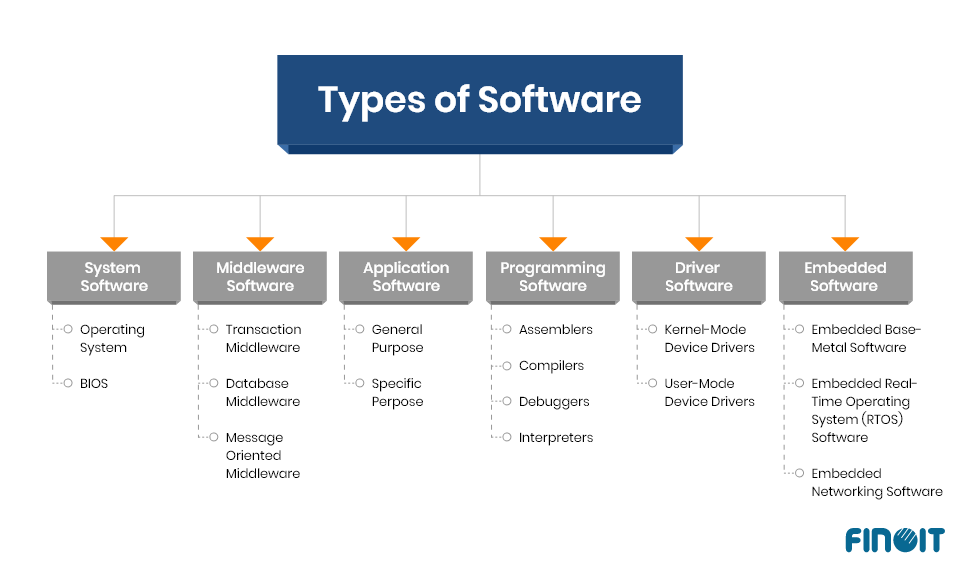 Types of Software
System
Software
Operating
System
BIOS
Middleware
Software
Transaction
Middleware
Database
Middleware
Message
Oriented
Middleware
Application
Software
General
Purpose
Specific
Perpose
Programming
Software
Assemblers
Compilers
Debuggers
Interpreters
Driver
Software
Kernel-Mode
Device Drivers
User-Mode
Device Drivers
Embedded
Software
Embedded Base-
Metal Software
Embedded Real-
Time Operating
System (RTOS)
Software
Embedded
Networking Software
FINOIT